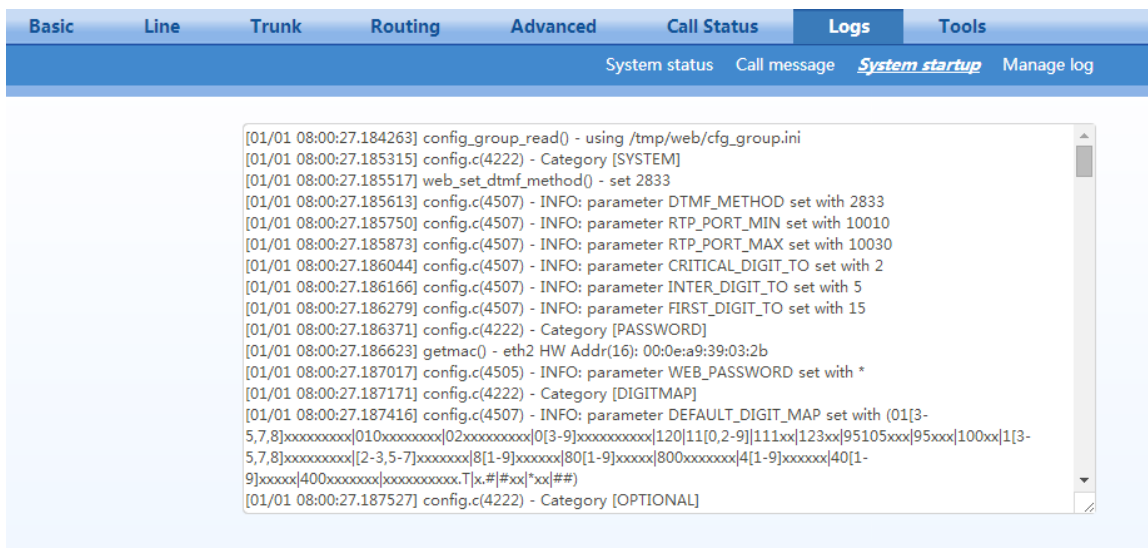 Basic Line Trunk Routing Advanced Call Status Logs Tools
System status Call message System startup Manage log
[01/01 08:00:27.184263] config_group_read() - using /tmp/web/cfg_group.ini
[01/01 08:00:27.185315] config.c(4222) - Category [SYSTEM]
[01/01 08:00:27.185517] web_set_dtmf_method() - set 2833
[01/01 08:00:27.185613] config.c(4507) - INFO: parameter DTMF_METHOD set with 2833
[01/01 08:00:27.185750] config.c(4507) - INFO: parameter RTP_PORT_MIN set with 10010
[01/01 08:00:27.185873] config.c(4507) - INFO: parameter RTP_PORT_MAX set with 10030
[01/01 08:00:27.186044] config.c(4507) - INFO: parameter CRITICAL_DIGIT_TO set with 2
[01/01 08:00:27.186166] config.c(4507) - INFO: parameter INTER_DIGIT_TO set with 5
[01/01 08:00:27.186279] config.c(4507) - INFO: parameter FIRST_DIGIT_TO set with 15
[01/01 08:00:27.186371] config.c(4222) - Category [PASSWORD]
[01/01 08:00:27.186623] getmac() - eth2 HW Addr(16): 00:0e:a9:39:03:2b
[01/01 08:00:27.187017] config.c(4505) - INFO: parameter WEB_PASSWORD set with *
[01/01 08:00:27.187171] config.c(4222) - Category [DIGITMAP]
[01/01 08:00:27.187416] config.c(4507) - INFO: parameter DEFAULT_DIGIT_MAP set with (01[3-
5,7,8]xxxxxxxxx|010xxxxxxxx|02xxxxxxxxx|0[3-9]xxxxxxxxxx|120|11[0,2-9]|111xx|123xx|95105xxx|95xxx|100xx|1[3-
5,7,8]xxxxxxxxx|[2-3,5-7]xxxxxxx|8[1-9]xxxxxx|80[1-9]xxxxx|800xxxxxxx|4[1-9]xxxxxx|40[1-
9]xxxxx|400xxxxxxx|xxxxxxxxxx.T|x.#|#xx|*xx|##)
[01/01 08:00:27.187527] config.c(4222) - Category [OPTIONAL]